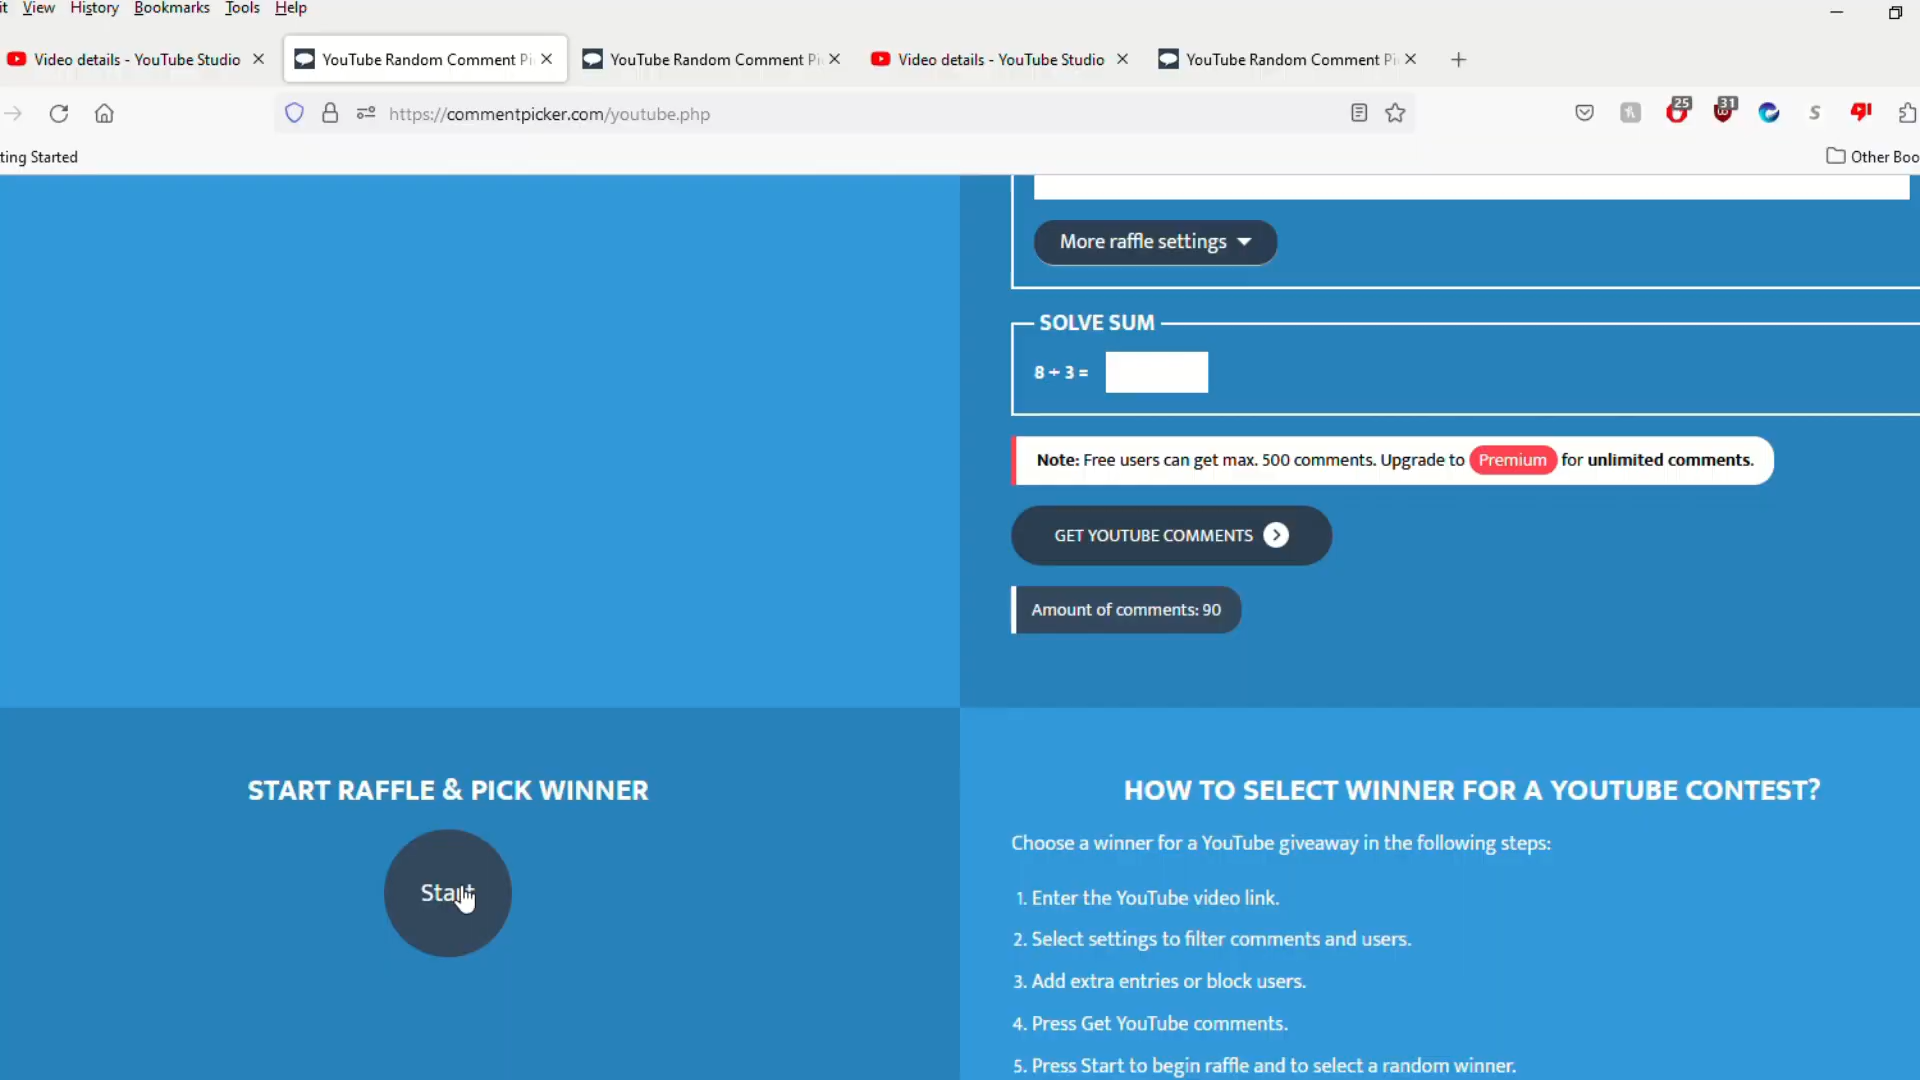 it View History Bookmarks Tools Help
Video details - YouTube Studio
YouTube Random Comment Pi
YouTube Random Comment Pi
Video details - YouTube Studio
YouTube Random Comment Pi
https://commentpicker.com/youtube.php
25
31
ting Started
Other Boo
More raffle settings
SOLVE SUM
8 + 3 =
Note: Free users can get max. 500 comments. Upgrade to Premium for unlimited comments.
GET YOUTUBE COMMENTS
Amount of comments: 90
START RAFFLE & PICK WINNER
Start
HOW TO SELECT WINNER FOR A YOUTUBE CONTEST?
Choose a winner for a YouTube giveaway in the following steps:
1. Enter the YouTube video link.
2. Select settings to filter comments and users.
3. Add extra entries or block users.
4. Press Get YouTube comments.
5. Press Start to begin raffle and to select a random winner.